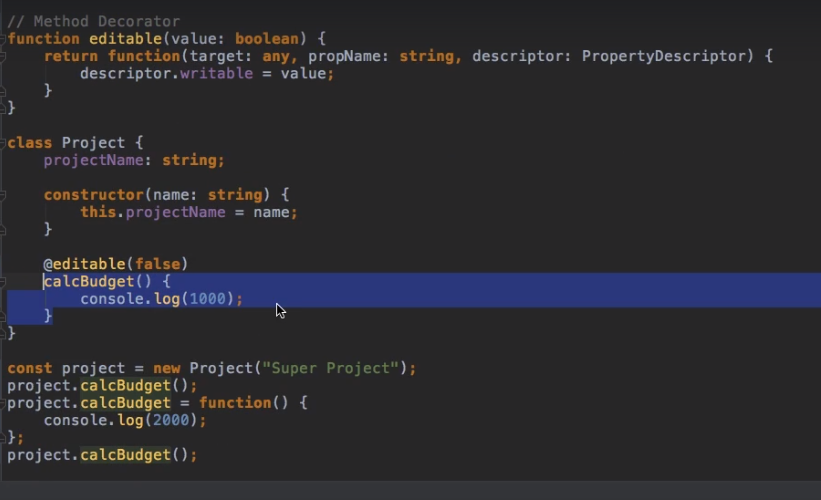 // Method Decorator
function editable(value: boolean) {
    return function(target: any, propName: string, descriptor: PropertyDescriptor) {
        descriptor.writable = value;
    }
}
class Project {
    projectName: string;
    constructor(name: string) {
        this.projectName = name;
    }
    @editable(false)
    calcBudget() {
        console.log(1000);
    }
}
const project = new Project("Super Project");
project.calcBudget();
project.calcBudget = function() {
    console.log(2000);
};
project.calcBudget();